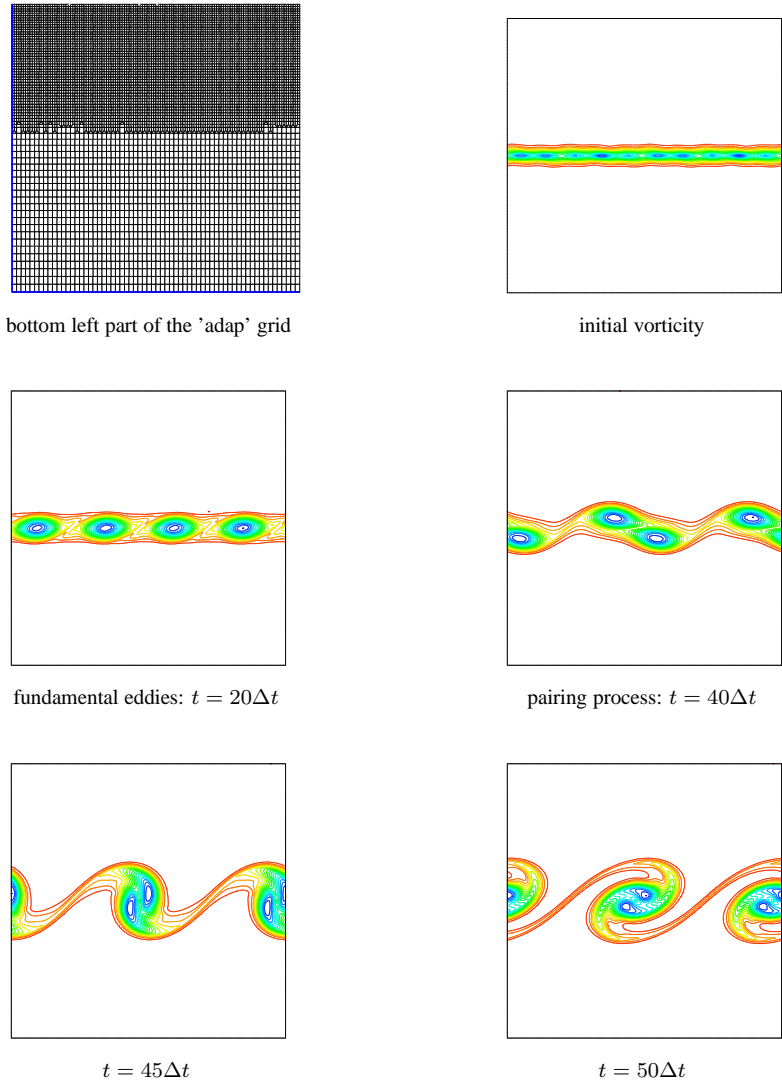 bottom left part of the ’adap’ grid
initial vorticity
fundamental eddies: t = 20Δt
pairing process: t = 40Δt
t = 45Δt
t = 50Δt